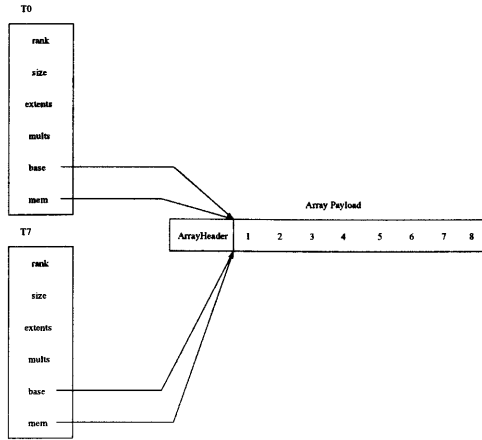 T0
rank
size
extents
mults
base
mem
Array Payload
ArrayHeader 1 2 3 4 5 6 7 8
T7
rank
size
extents
mults
base
mem